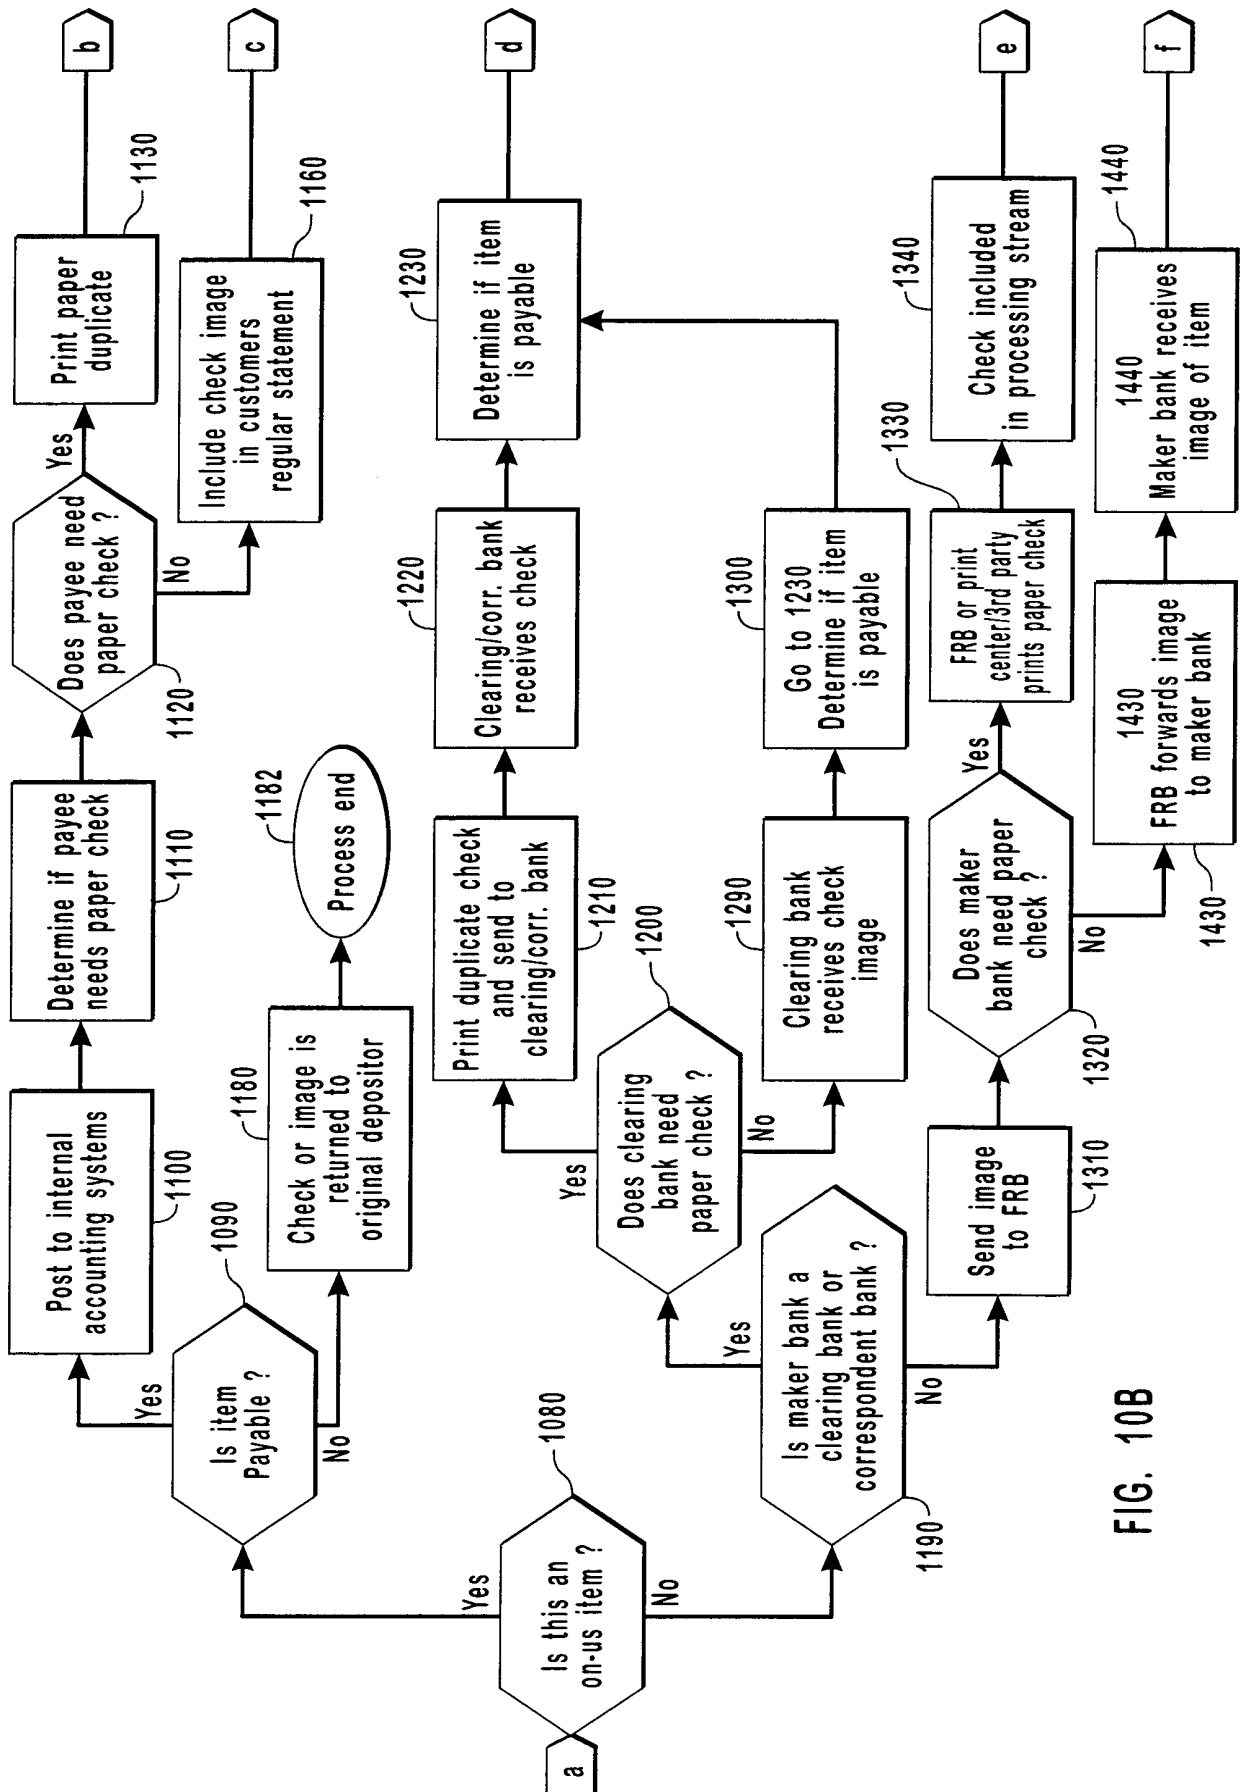 a
Is this an
on-us item ?
1080
Yes
No
Is item
Payable ?
1090
Yes
No
Post to internal
accounting systems
1100
Determine if payee
needs paper check
1110
Does payee need
paper check ?
1120
Yes
No
Print paper
duplicate
1130
b
Include check image
in customers
regular statement
1160
c
Check or image is
returned to
original depositor
1180
Process end
1182
Is maker bank a
clearing bank or
correspondent bank ?
1190
Yes
No
Does clearing
bank need
paper check ?
1200
Yes
No
Print duplicate check
and send to
clearing/corr. bank
1210
Clearing/corr. bank
receives check
1220
Determine if item
is payable
1230
d
Clearing bank
receives check
image
1290
Go to 1230
Determine if item
is payable
1300
Send image
to FRB
1310
Does maker
bank need paper
check ?
1320
Yes
No
FRB or print
center/3rd party
prints paper check
1330
Check included
in processing stream
1340
e
1430
FRB forwards image
to maker bank
1430
1440
Maker bank receives
image of item
1440
f
FIG. 10B